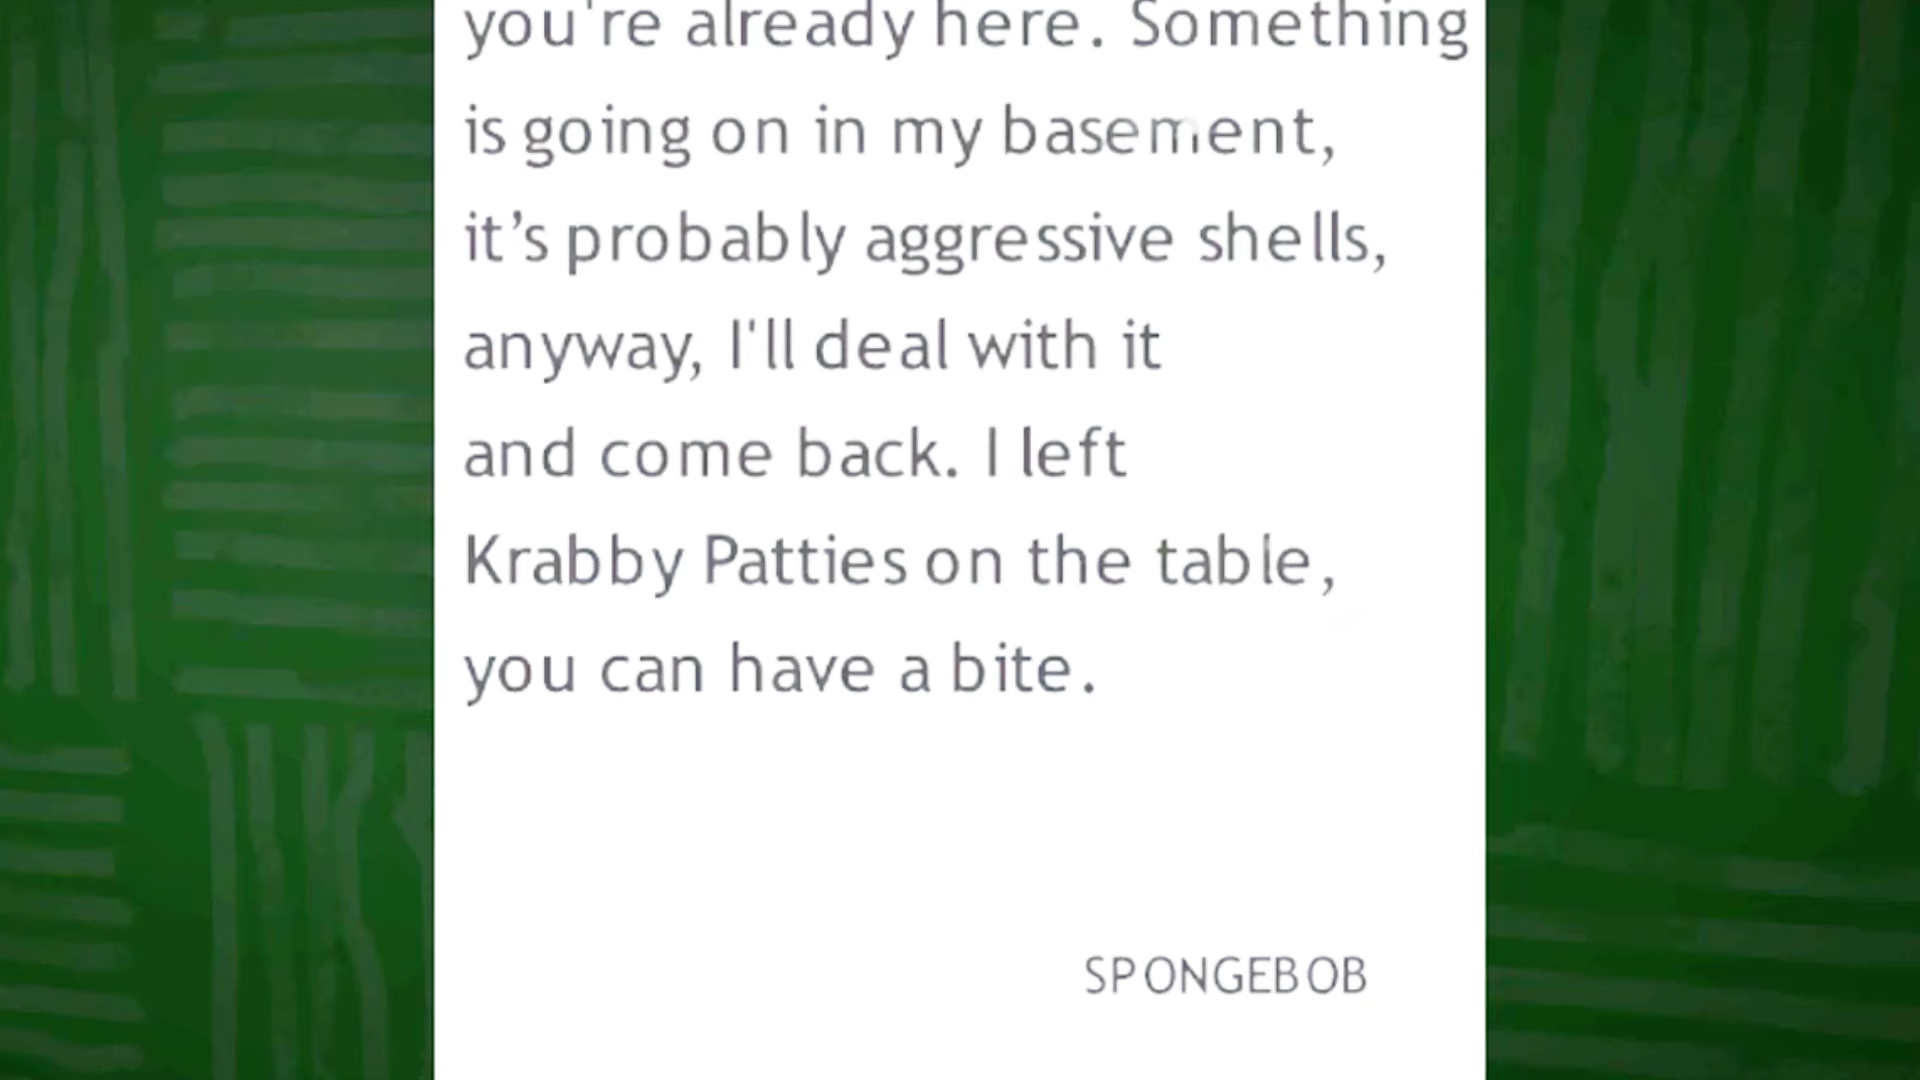 you're already here. Something
is going on in my basement,
it’s probably aggressive shells,
anyway, I'll deal with it
and come back. I left
Krabby Patties on the table,
you can have a bite.
SPONGEBOB